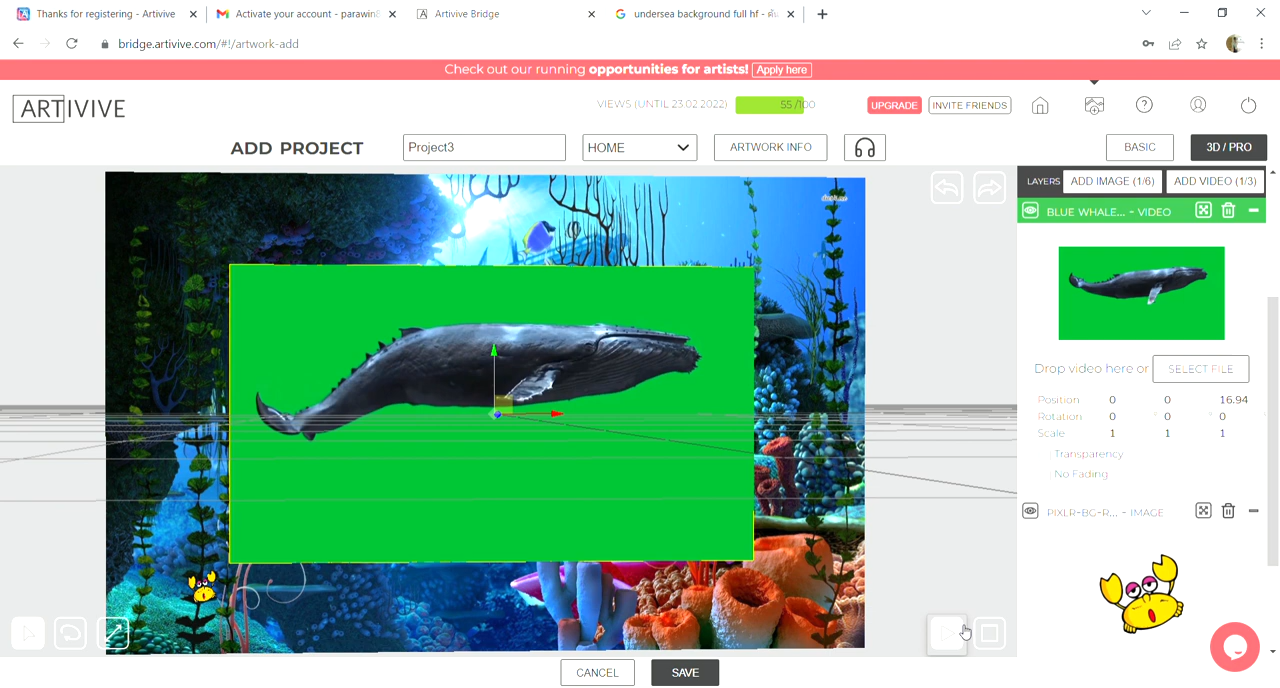 Thanks for registering - Artivive
Activate your account - parawin8
Artivive Bridge
undersea background full hf - ค้น
bridge.artivive.com/#!/artwork-add
Check out our running opportunities for artists! Apply here
ARTIVIVE
VIEWS (UNTIL 23.02.2022) 55 /100
UPGRADE
INVITE FRIENDS
ADD PROJECT
Project3
HOME
ARTWORK INFO
BASIC
3D / PRO
LAYERS
ADD IMAGE (1/6)
ADD VIDEO (1/3)
BLUE WHALE... - VIDEO
Drop video here or SELECT FILE
Position 0 0 16.94
Rotation 0 ° 0 ° 0 °
Scale 1 1 1
Transparency
No Fading
PIXLR-BG-R... - IMAGE
CANCEL
SAVE